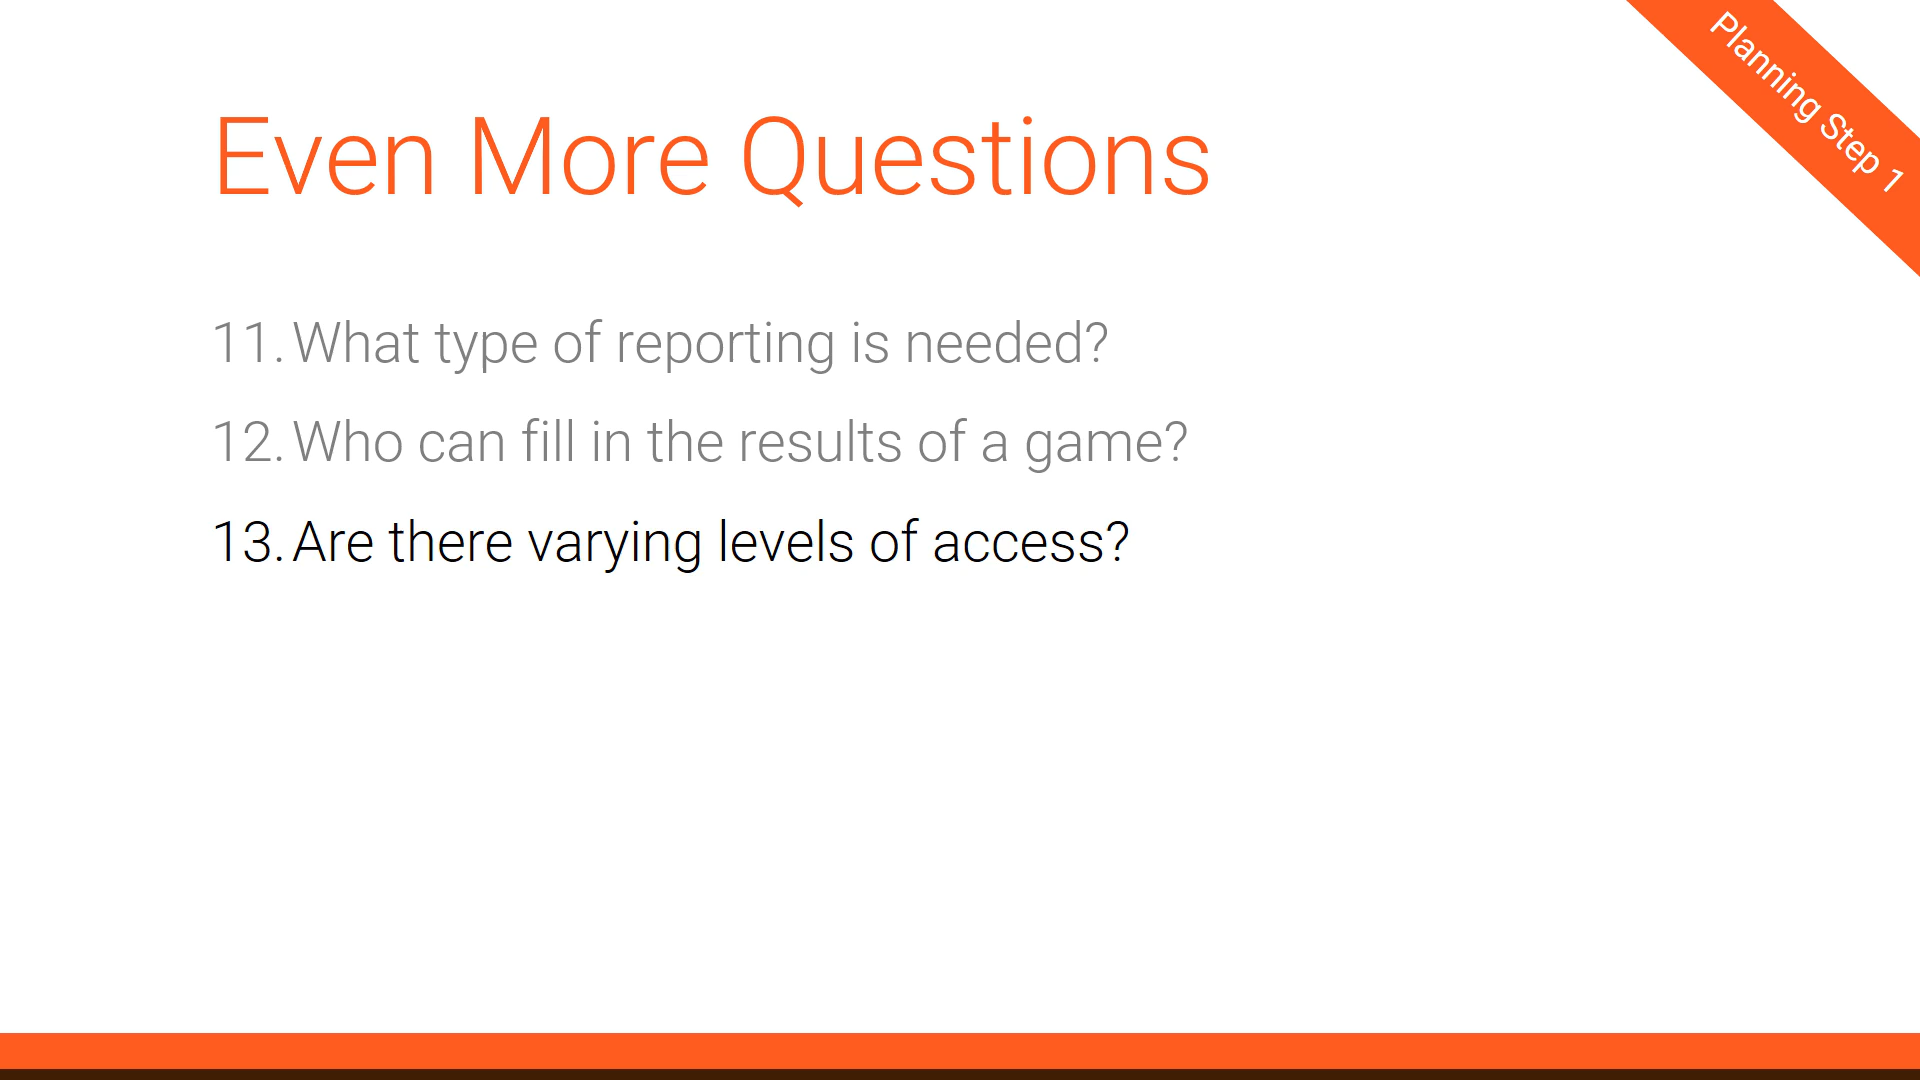 Planning Step 1
Even More Questions
11. What type of reporting is needed?
12. Who can fill in the results of a game?
13. Are there varying levels of access?